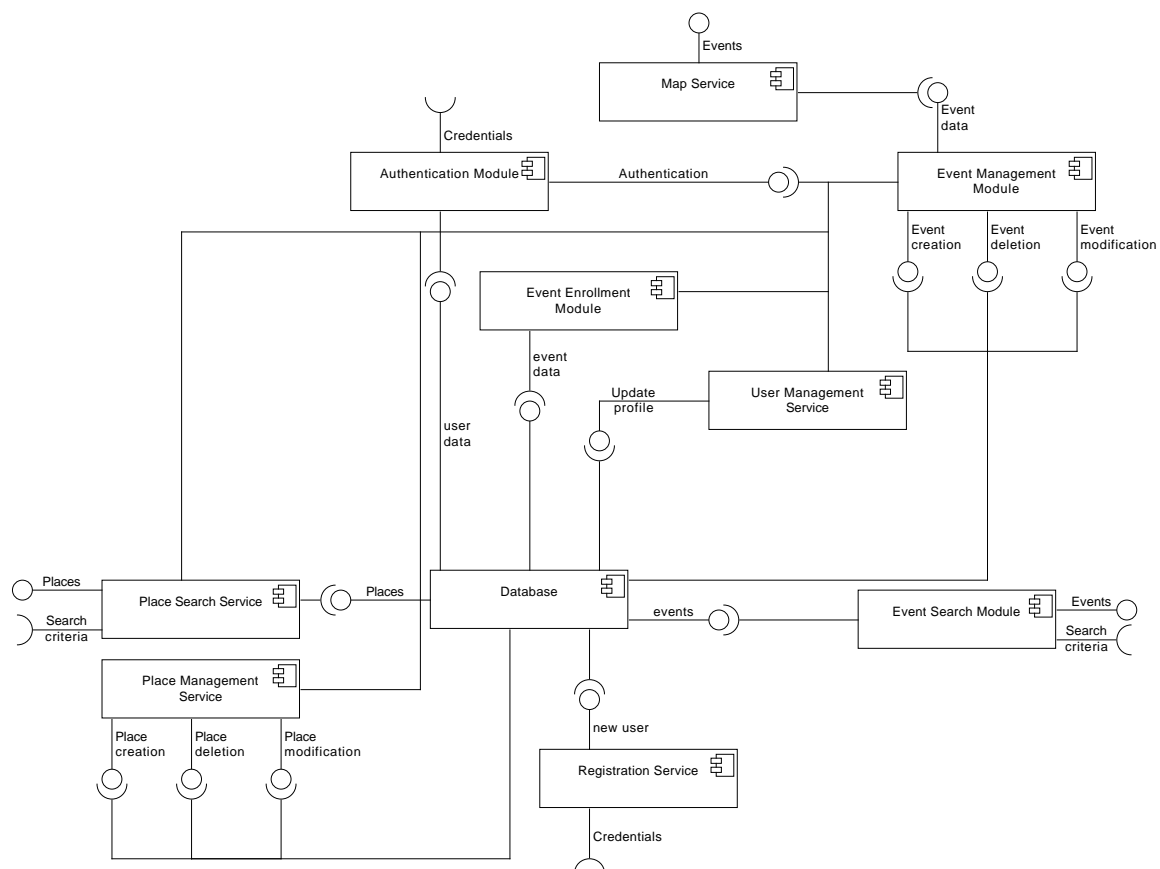 Events
Map Service
Event
data
Credentials
Authentication Module
Authentication
Event Management
Module
Event
creation
Event
deletion
Event
modification
Event Enrollment
Module
event
data
Update
profile
User Management
Service
user
data
Places
Search
criteria
Place Search Service
Places
Database
events
Event Search Module
Events
Search
criteria
Place Management
Service
Place
creation
Place
deletion
Place
modification
new user
Registration Service
Credentials